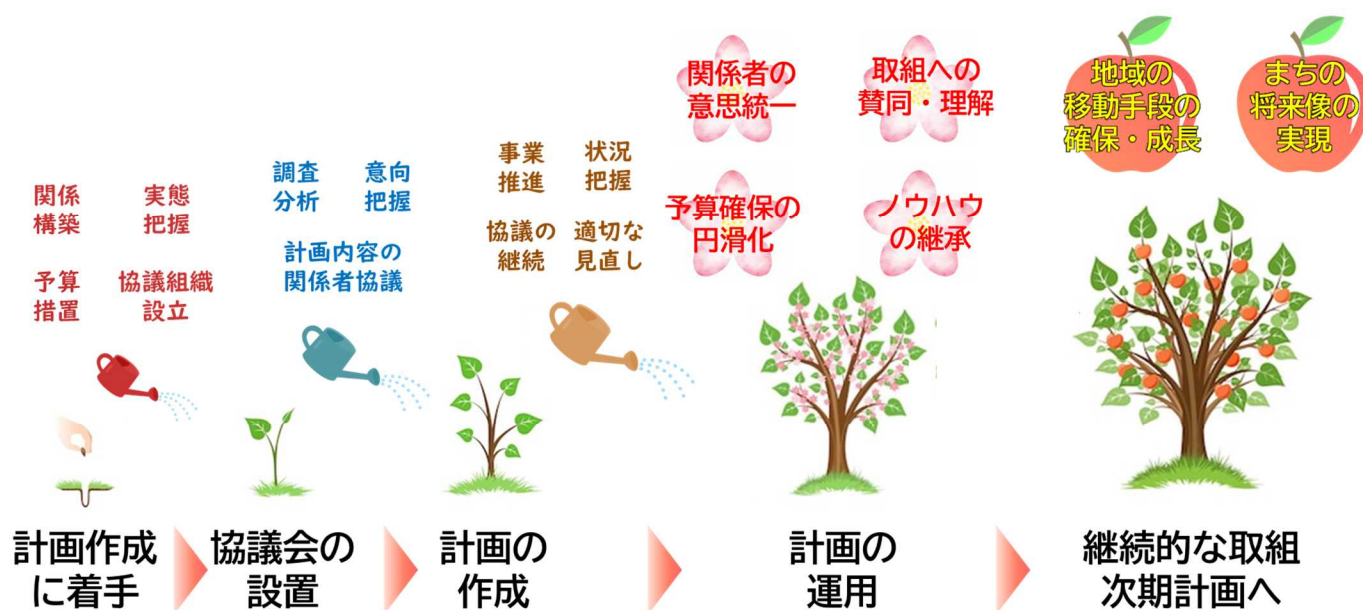 関係
構築
実態
把握
予算
措置
協議組織
設立
調査
分析
意向
把握
計画内容の
関係者協議
事業
推進
状況
把握
協議の
継続
適切な
見直し
関係者の
意思統一
取組への
賛同・理解
予算確保の
円滑化
ノウハウ
の継承
地域の
移動手段の
確保・成長
まちの
将来像の
実現
計画作成
に着手
協議会の
設置
計画の
作成
計画の
運用
継続的な取組
次期計画へ